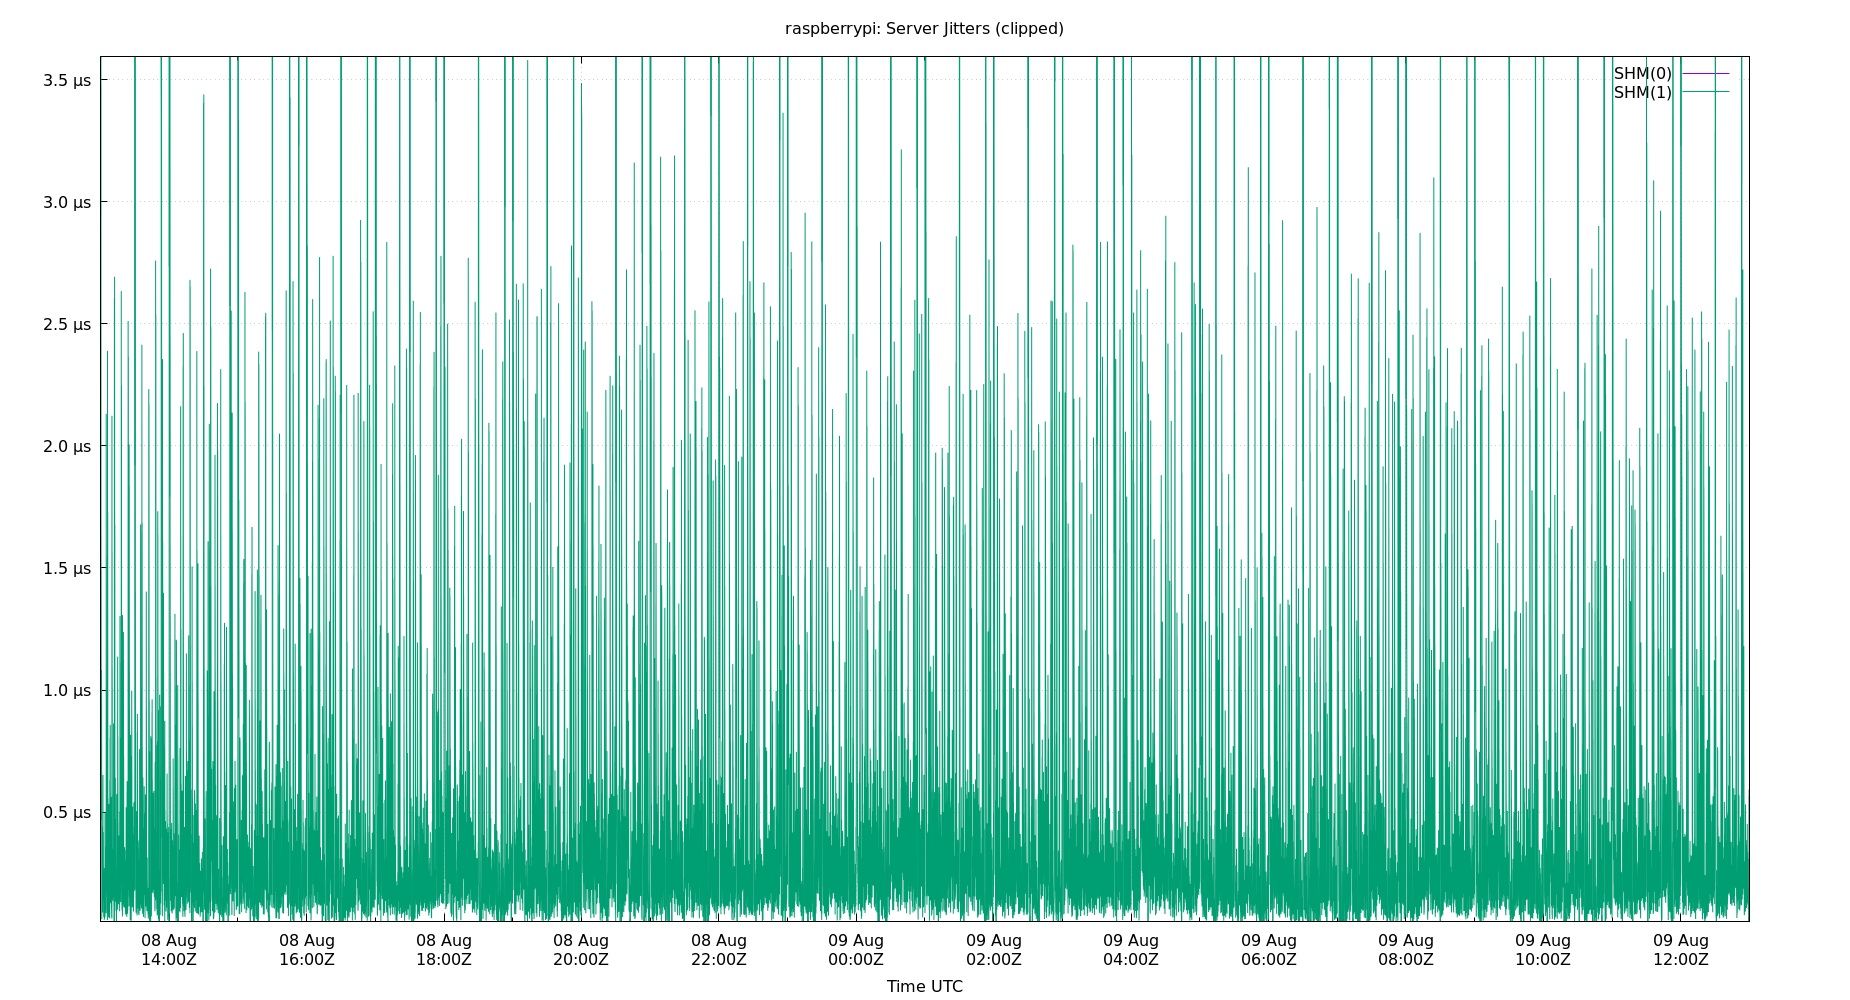 raspberrypi: Server Jitters (clipped)
3.5 µs
3.0 µs
2.5 µs
2.0 µs
1.5 µs
1.0 µs
0.5 µs
SHM(0)
SHM(1)
08 Aug 08 Aug 08 Aug 08 Aug 08 Aug 09 Aug 09 Aug 09 Aug 09 Aug 09 Aug 09 Aug 09 Aug
14:00Z 16:00Z 18:00Z 20:00Z 22:00Z 00:00Z 02:00Z 04:00Z 06:00Z 08:00Z 10:00Z 12:00Z
Time UTC